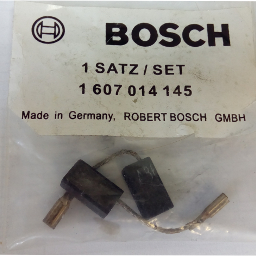 BOSCH
1 SATZ / SET
1 607 014 145
Made in Germany, ROBERT BOSCH GMBH